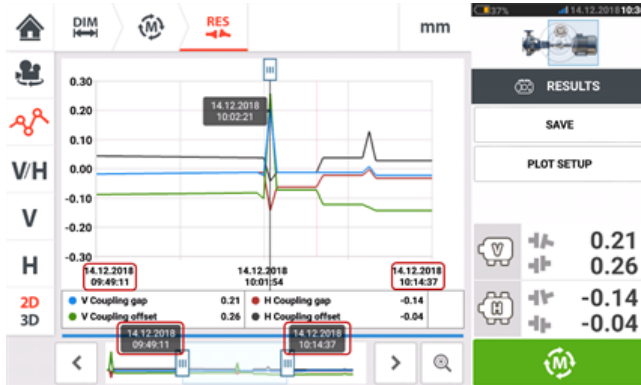 DIM
RES
mm
37%
14.12.2018 10:3
RESULTS
SAVE
PLOT SETUP
V/H
V
H
2D
3D
0.30
0.20
0.10
0.00
-0.10
-0.20
-0.30
14.12.2018
10:02:21
14.12.2018
09:49:11
14.12.2018
10:01:54
14.12.2018
10:14:37
V Coupling gap 0.21
H Coupling gap -0.14
V Coupling offset 0.26
H Coupling offset -0.04
14.12.2018
09:49:11
14.12.2018
10:14:37
V
0.21
0.26
H
-0.14
-0.04
M